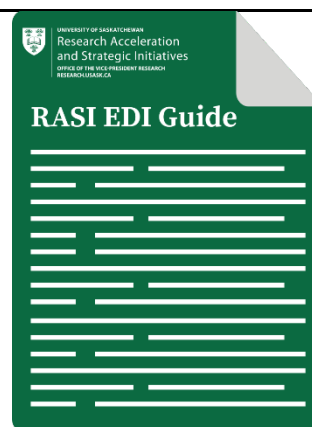 UNIVERSITY OF SASKATCHEWAN
Research Acceleration
and Strategic Initiatives
OFFICE OF THE VICE-PRESIDENT RESEARCH
RESEARCH.USASK.CA
RASI EDI Guide